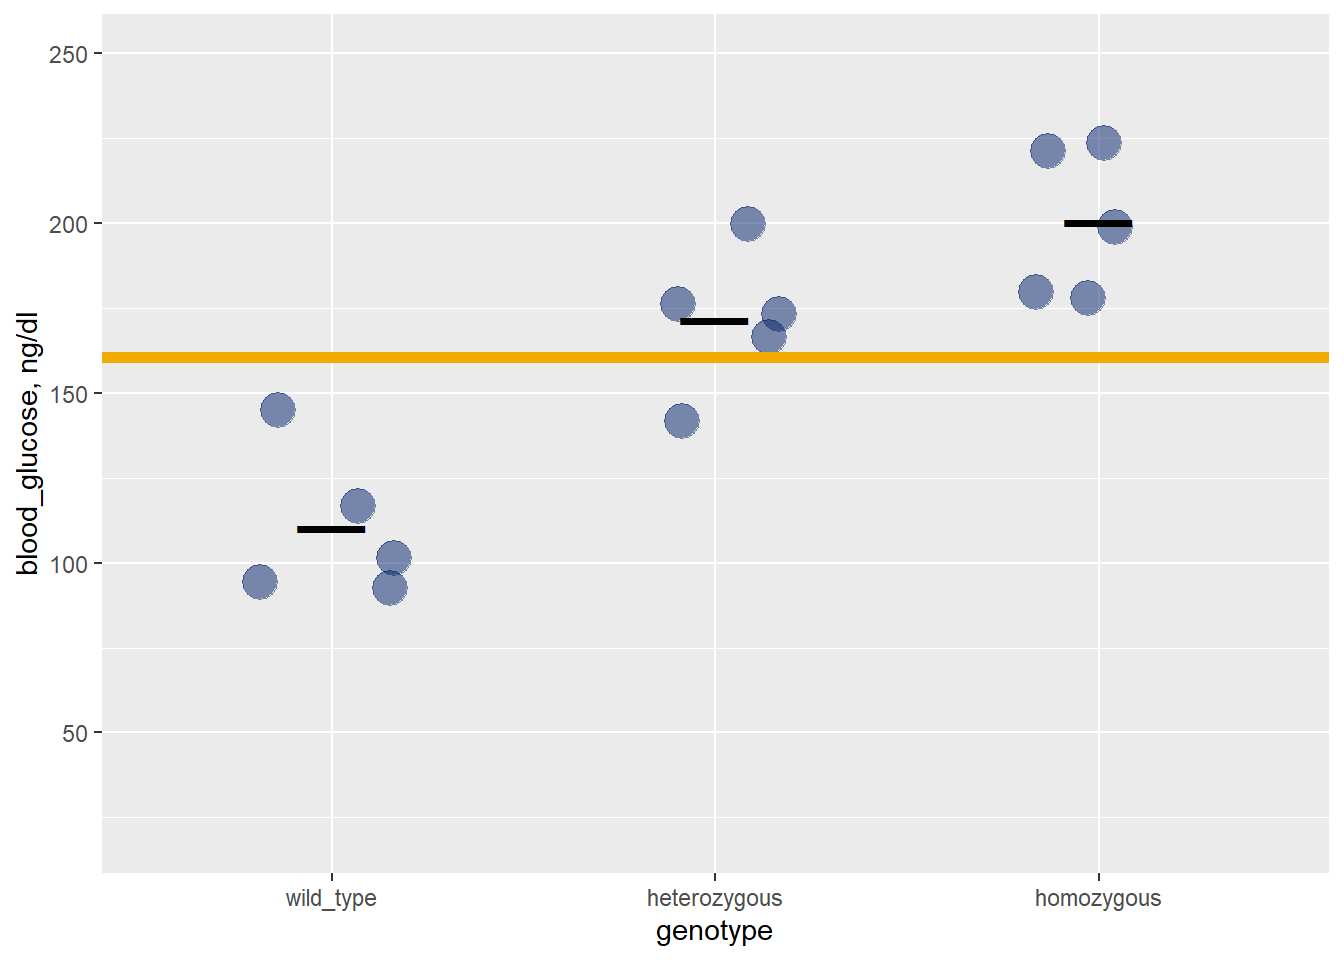 250
200
150
100
50
blood_glucose, ng/dl
wild_type
heterozygous
homozygous
genotype